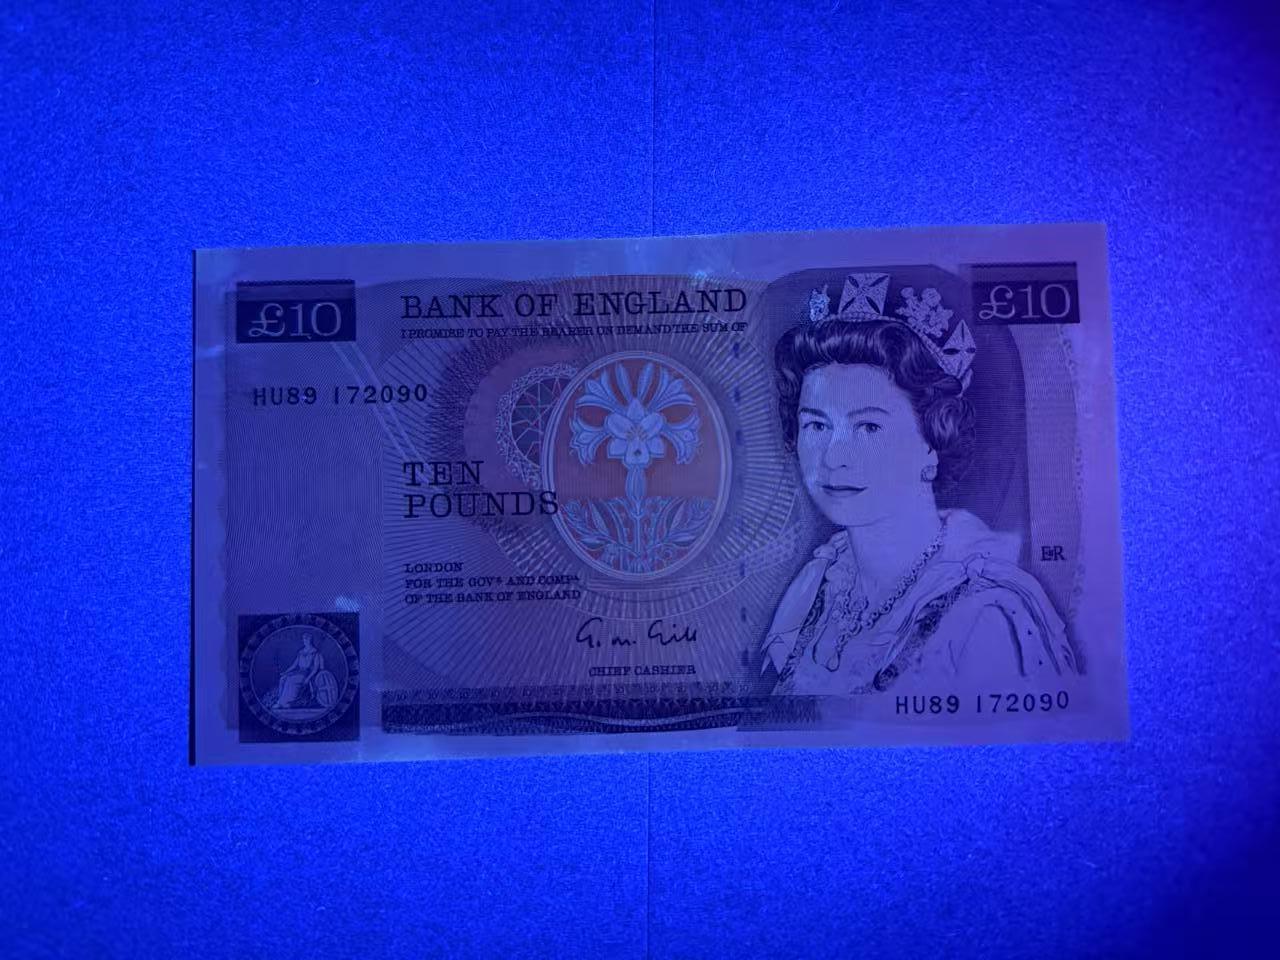 £10
BANK OF ENGLAND
£10
I PROMISE TO PAY THE BEARER ON DEMAND THE SUM OF
HU89 172090
TEN
POUNDS
LONDON
FOR THE GOVR AND COMPA
OF THE BANK OF ENGLAND
ER
G. M. Gill
CHIEF CASHIER
HU89 172090